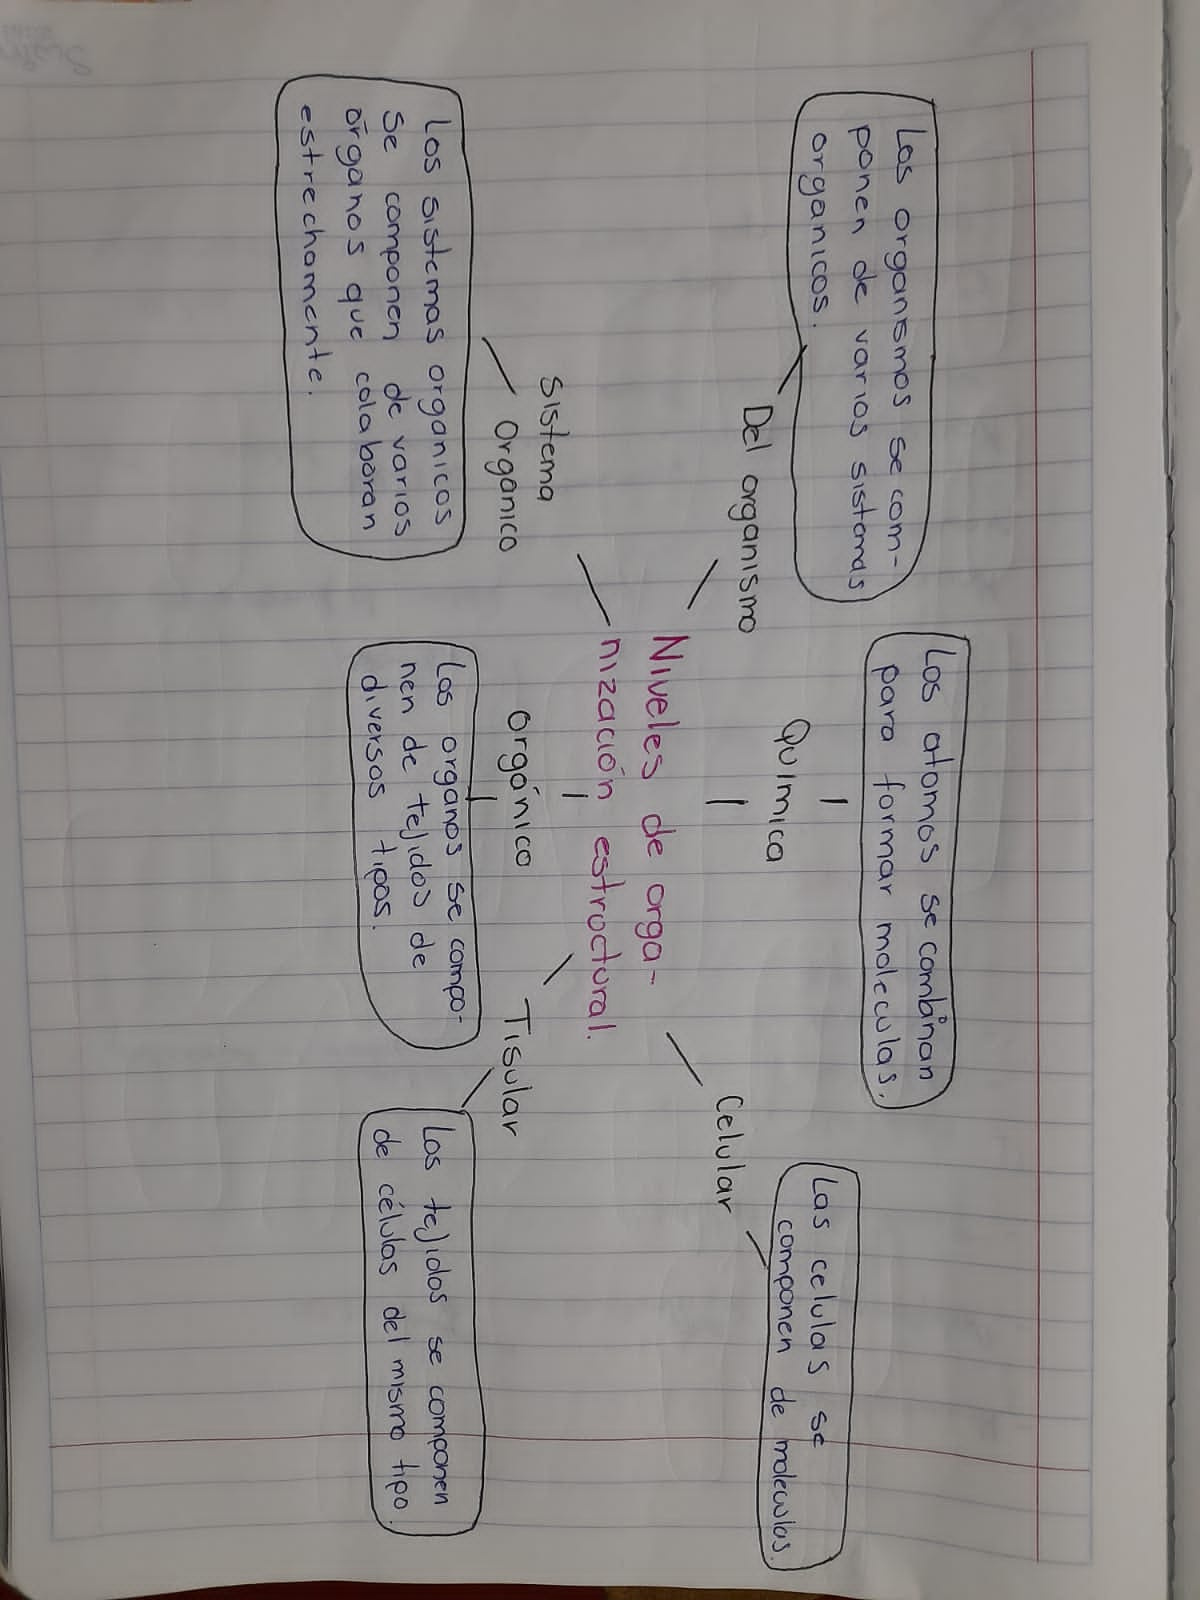 Los organismos se com-
ponen de varios sistemas
organicos.
Del organismo
Los atomos se combinan
para formar moleculas.
Quimica
Las celulas se
componen de moleculas.
Celular
Niveles de orga-
nización estructural.
Sistema
Organico
Los sistemas organicos
se componen de varios
órganos que colaboran
estrechamente.
orgánico
Los organos se compo-
nen de tejidos de
diversos tipos.
Tisular
Los tejidos se componen
de células del mismo tipo.